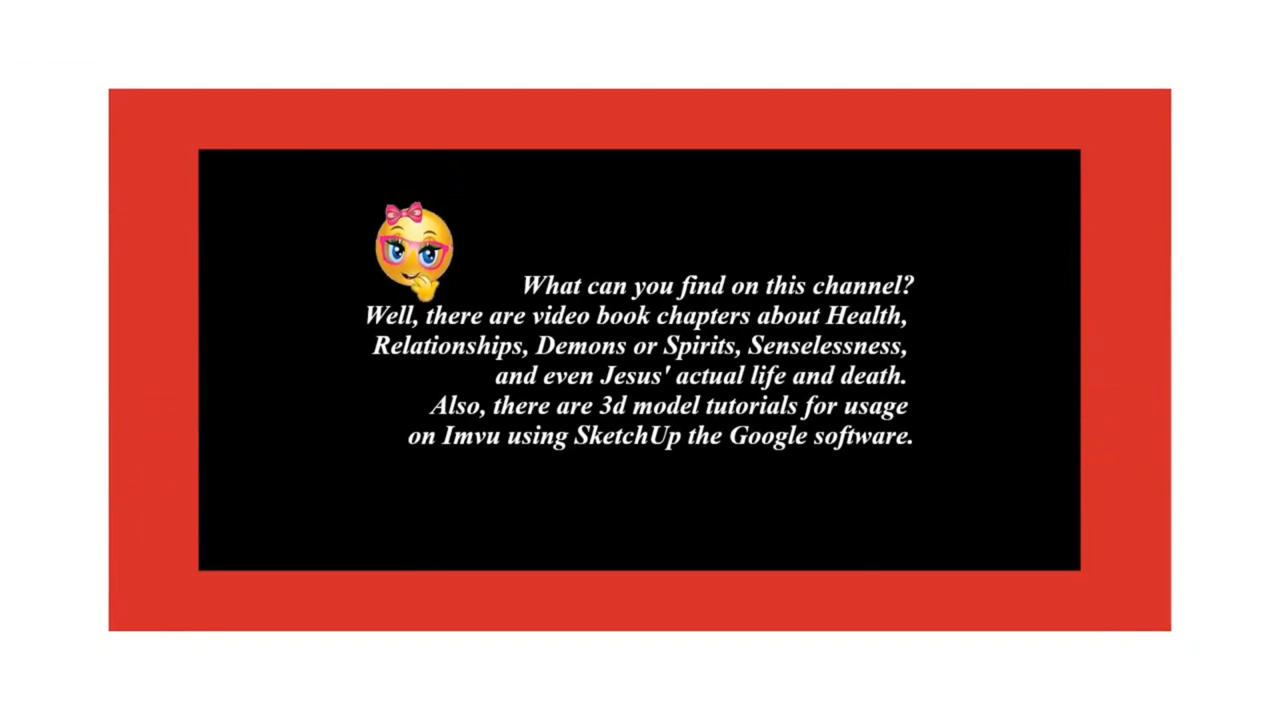 What can you find on this channel?
Well, there are video book chapters about Health,
Relationships, Demons or Spirits, Senselessness,
and even Jesus' actual life and death.
Also, there are 3d model tutorials for usage
on Imvu using SketchUp the Google software.